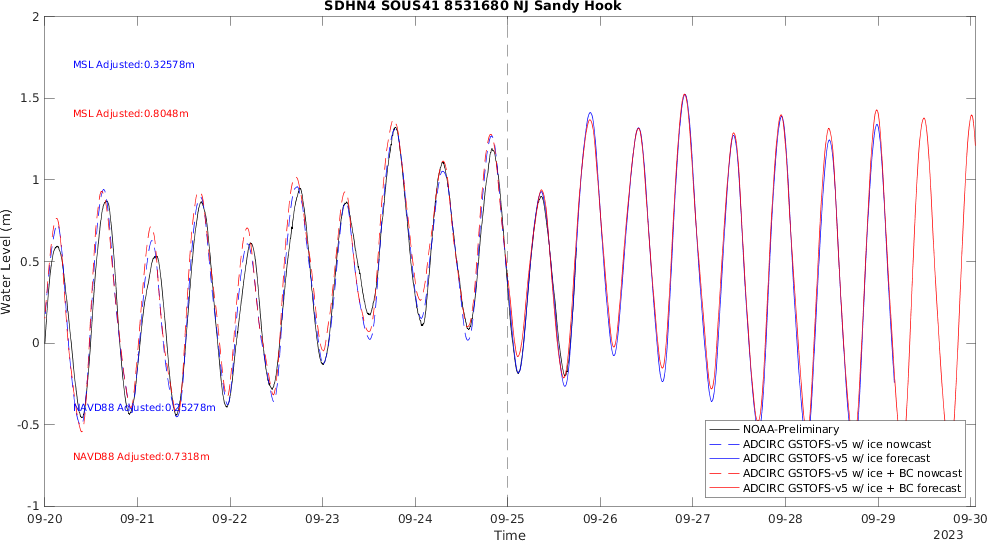 SDHN4 SOUS41 8531680 NJ Sandy Hook
2
1.5
1
0.5
0
-0.5
-1
Water Level (m)
MSL Adjusted:0.32578m
MSL Adjusted:0.8048m
NAVD88 Adjusted:0.25278m
NAVD88 Adjusted:0.7318m
NOAA-Preliminary
ADCIRC GSTOFS-v5 w/ ice nowcast
ADCIRC GSTOFS-v5 w/ ice forecast
ADCIRC GSTOFS-v5 w/ ice + BC nowcast
ADCIRC GSTOFS-v5 w/ ice + BC forecast
09-20 09-21 09-22 09-23 09-24 09-25 09-26 09-27 09-28 09-29 09-30
Time
2023